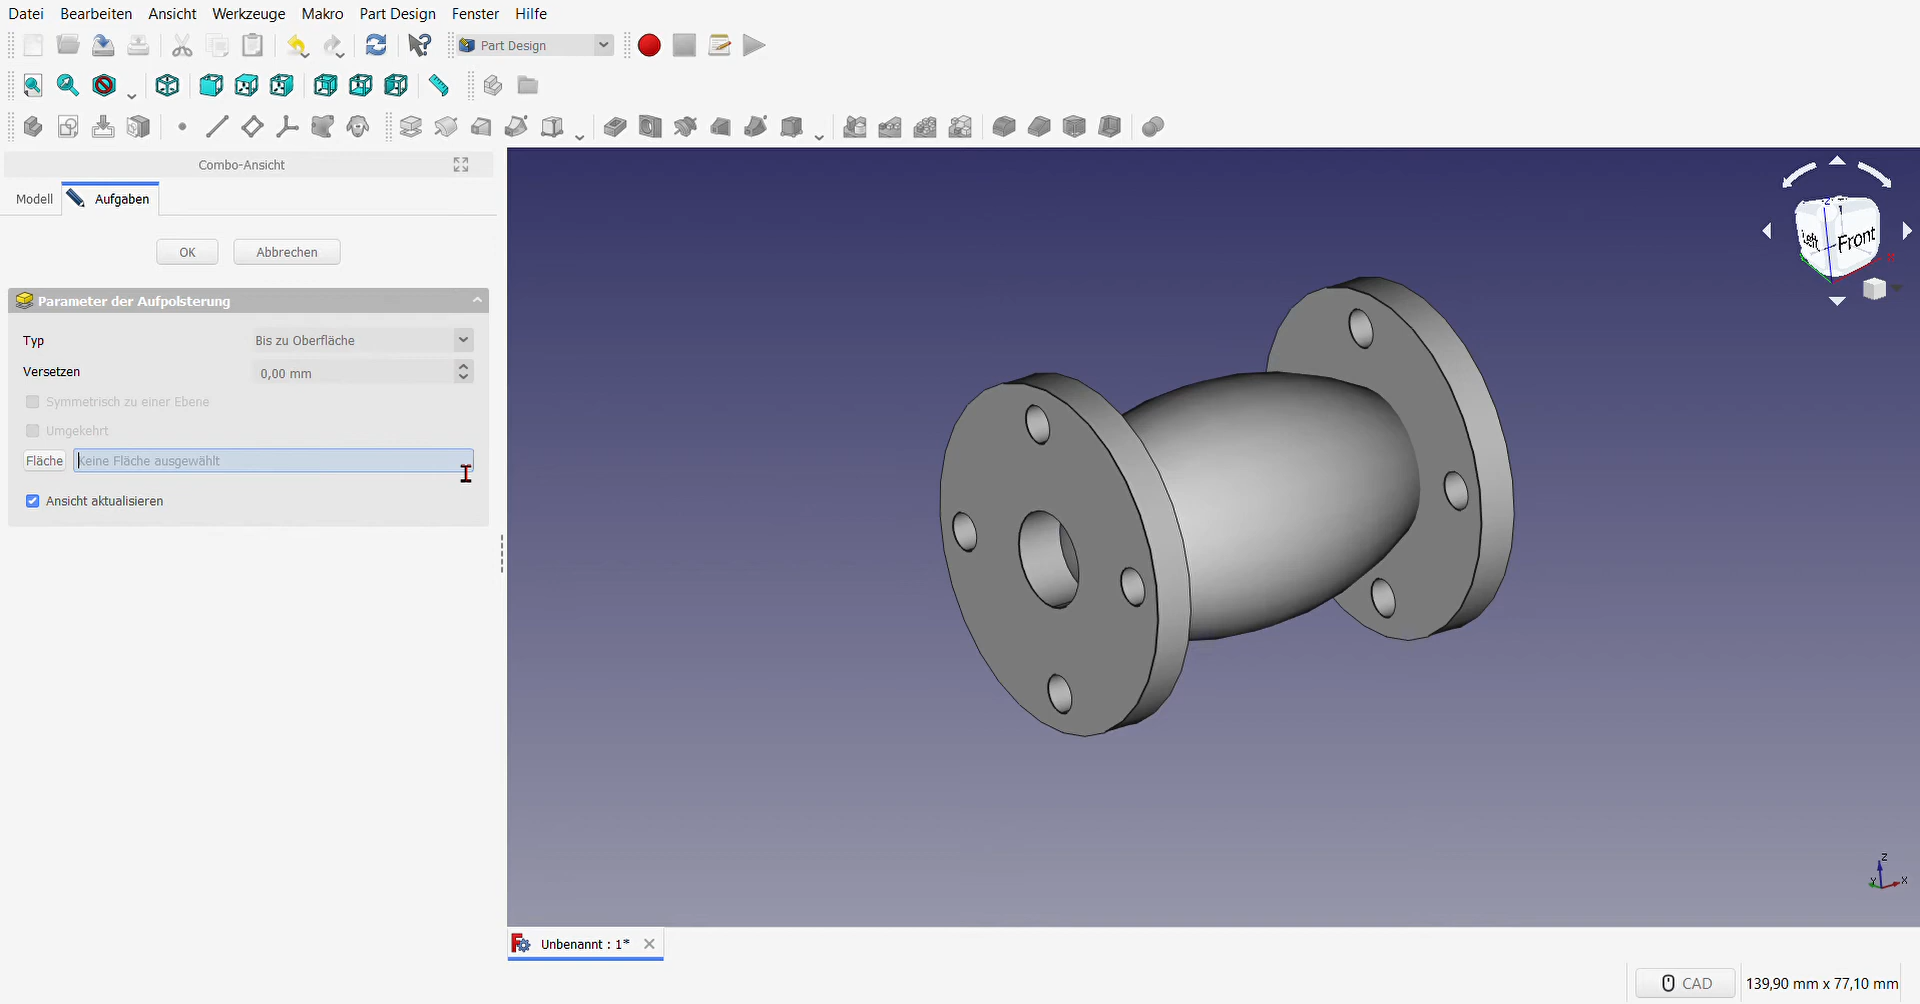 Datei Bearbeiten Ansicht Werkzeuge Makro Part Design Fenster Hilfe
Part Design
Combo-Ansicht
Modell Aufgaben
OK Abbrechen
Parameter der Aufpolsterung
Typ Bis zu Oberfläche
Versetzen 0,00 mm
Symmetrisch zu einer Ebene
Umgekehrt
Fläche Keine Fläche ausgewählt
Ansicht aktualisieren
Left Front
Z
Y X
Unbenannt : 1*
CAD 139,90 mm x 77,10 mm